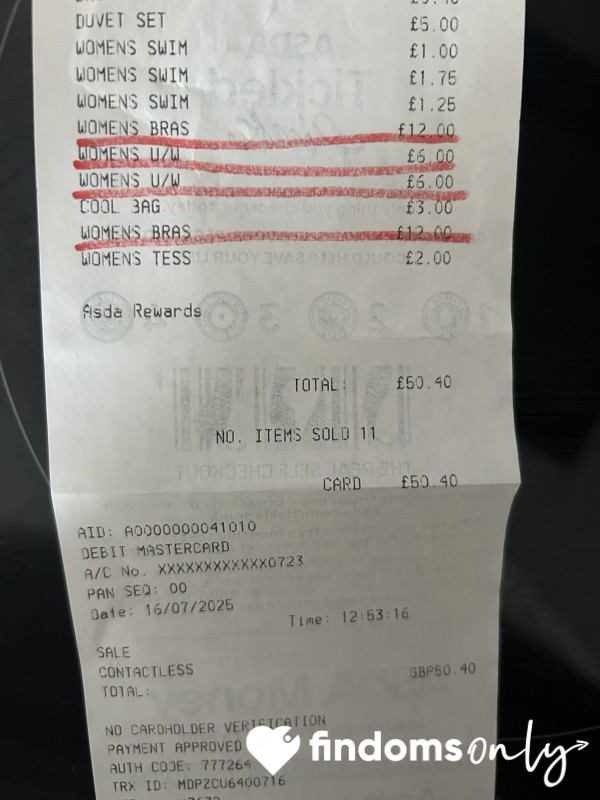 DUVET SET £5.00
WOMENS SWIM £1.00
WOMENS SWIM £1.75
WOMENS SWIM £1.25
WOMENS BRAS £12.00
WOMENS U/W £6.00
WOMENS U/W £6.00
COOL BAG £3.00
WOMENS BRAS £12.00
WOMENS TESS £2.00
Asda Rewards
TOTAL: £50.40
NO. ITEMS SOLD 11
CARD £50.40
AID: A0000000041010
DEBIT MASTERCARD
A/C No. XXXXXXXXXXXX0723
PAN SEQ: 00
Date: 16/07/2025 Time: 12:53:16
SALE
CONTACTLESS GBP50.40
TOTAL:
NO CARDHOLDER VERIFICATION
PAYMENT APPROVED
AUTH CODE: 777264
TRX ID: MDPZCU6400716
findomsonly